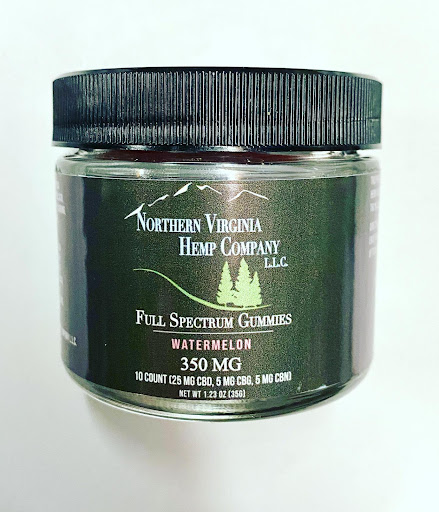 NORTHERN VIRGINIA
HEMP COMPANY
L.L.C.
FULL SPECTRUM GUMMIES
WATERMELON
350 MG
10 COUNT (25 MG CBD, 5 MG CBG, 5 MG CBN)
NET WT 1.23 OZ (35G)